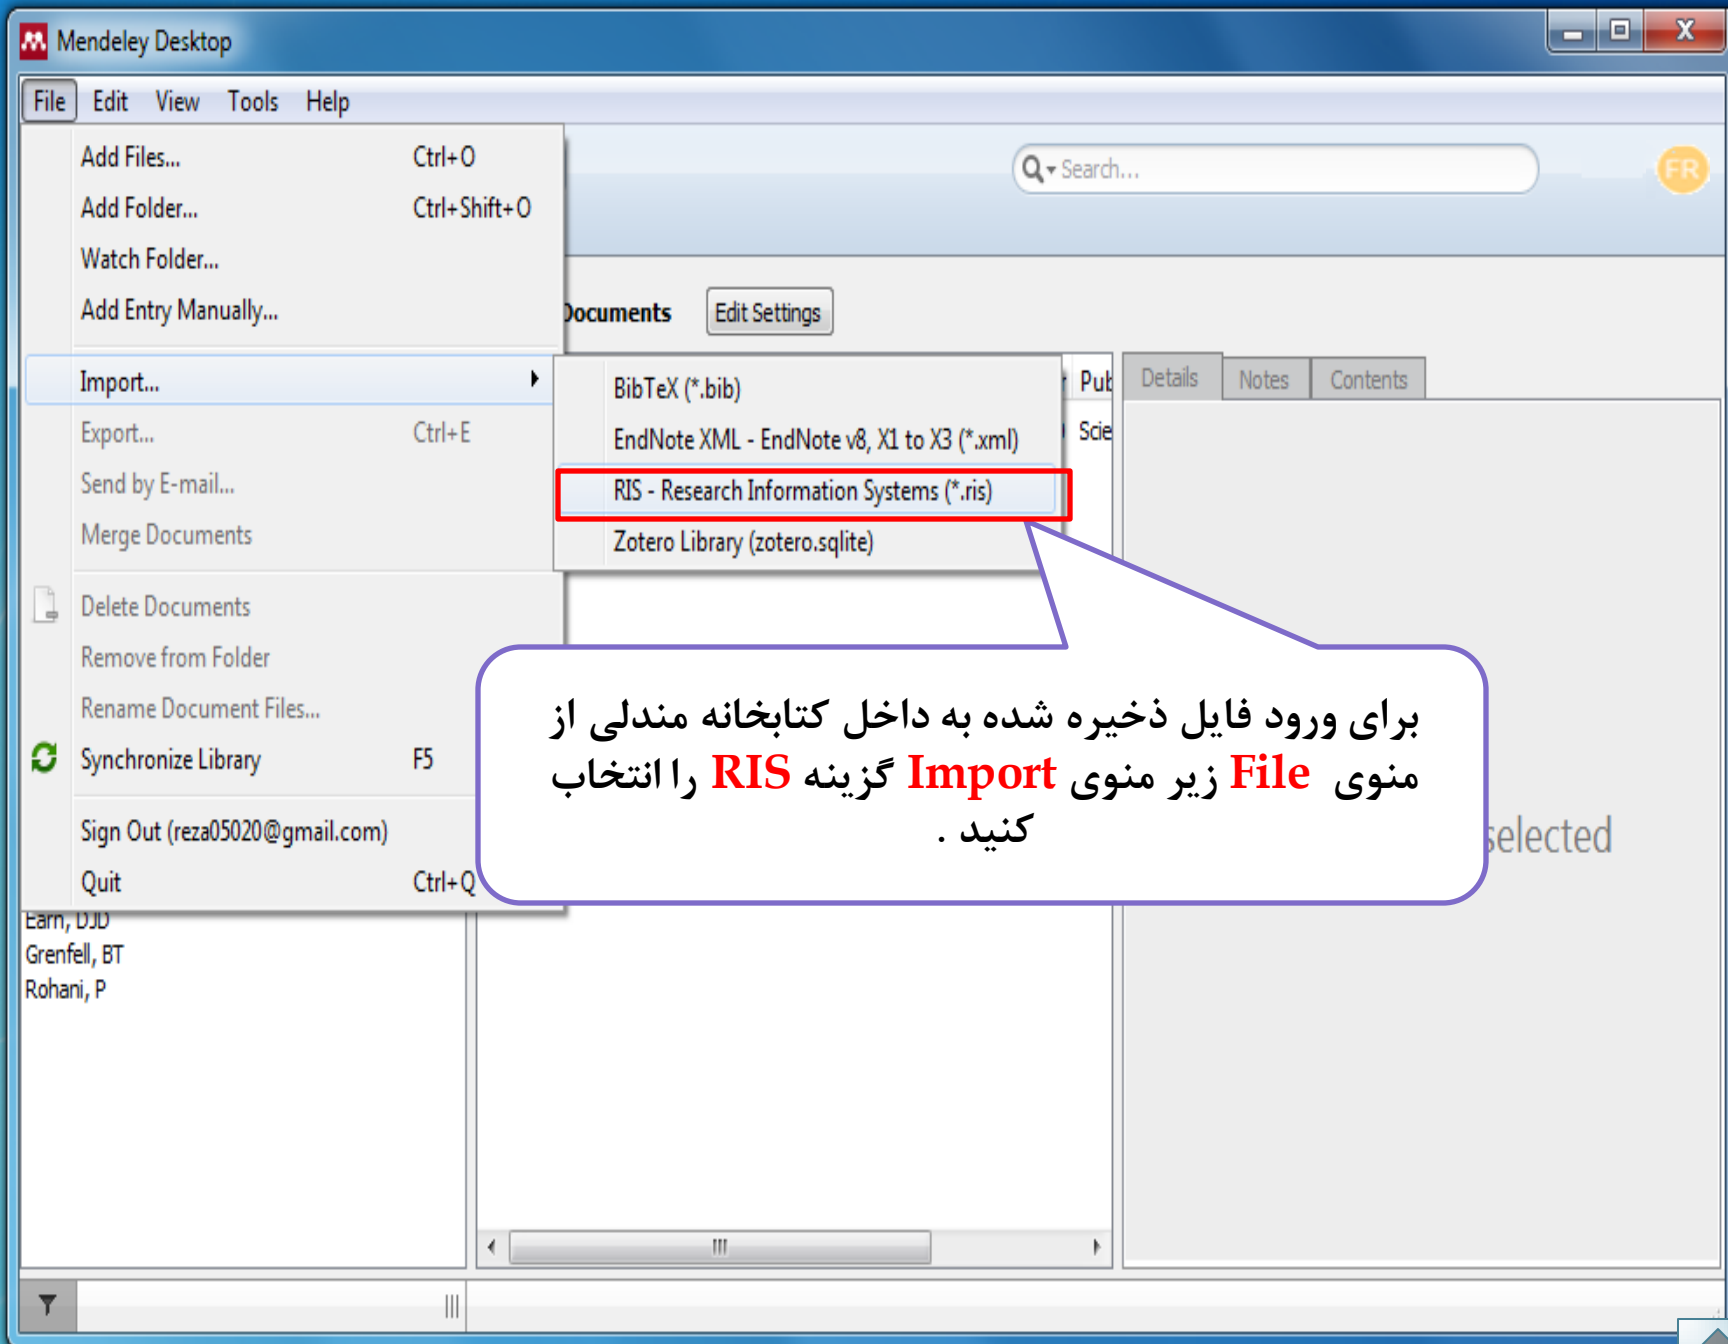 Mendeley Desktop
File Edit View Tools Help
Add Files... Ctrl+O
Add Folder... Ctrl+Shift+O
Watch Folder...
Add Entry Manually...
Import...
Export... Ctrl+E
Send by E-mail...
Merge Documents
Delete Documents
Remove from Folder
Rename Document Files...
Synchronize Library F5
Sign Out (reza05020@gmail.com)
Quit Ctrl+Q
Search...
FR
Documents Edit Settings
BibTeX (*.bib)
EndNote XML - EndNote v8, X1 to X3 (*.xml)
RIS - Research Information Systems (*.ris)
Zotero Library (zotero.sqlite)
Pub
Scie
Details Notes Contents
برای ورود فایل ذخیره شده به داخل کتابخانه مندلی از
منوی File زیر منوی Import گزینه RIS را انتخاب
کنید .
selected
Earn, DJD
Grenfell, BT
Rohani, P